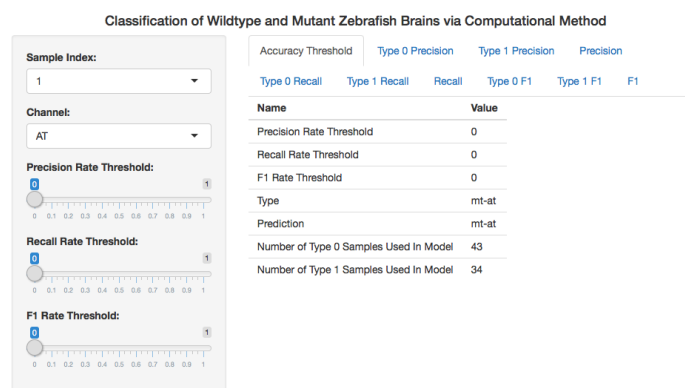 Classification of Wildtype and Mutant Zebrafish Brains via Computational Method
Sample Index:
1
Channel:
AT
Precision Rate Threshold:
0 1
0 0.1 0.2 0.3 0.4 0.5 0.6 0.7 0.8 0.9 1
Recall Rate Threshold:
0 1
0 0.1 0.2 0.3 0.4 0.5 0.6 0.7 0.8 0.9 1
F1 Rate Threshold:
0 1
0 0.1 0.2 0.3 0.4 0.5 0.6 0.7 0.8 0.9 1
Accuracy Threshold Type 0 Precision Type 1 Precision Precision
Type 0 Recall Type 1 Recall Recall Type 0 F1 Type 1 F1 F1
Name Value
Precision Rate Threshold 0
Recall Rate Threshold 0
F1 Rate Threshold 0
Type mt-at
Prediction mt-at
Number of Type 0 Samples Used In Model 43
Number of Type 1 Samples Used In Model 34